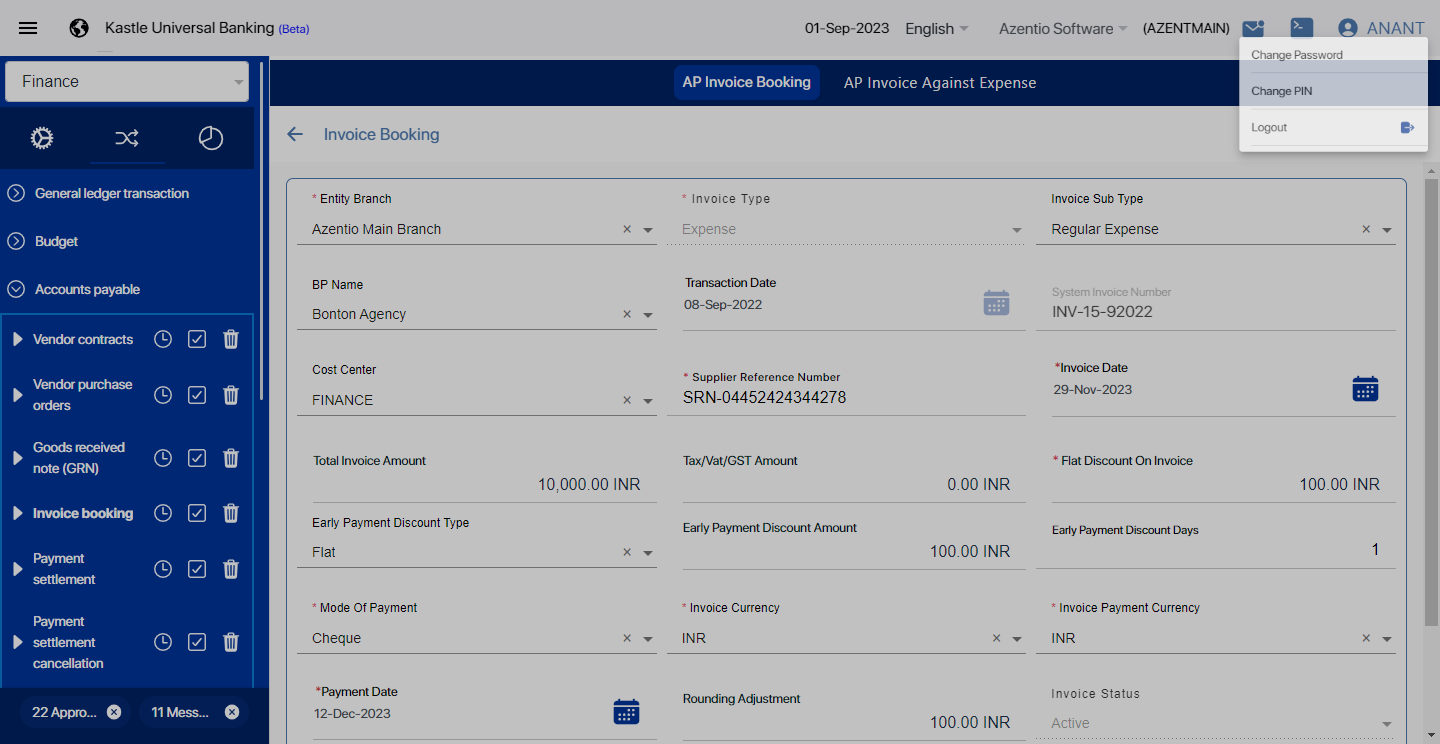 Kastle Universal Banking (Beta)
01-Sep-2023
English
Azentio Software
(AZENTMAIN)
ANANT
Change Password
Change PIN
Logout
Finance
AP Invoice Booking
AP Invoice Against Expense
Invoice Booking
General ledger transaction
Budget
Accounts payable
Vendor contracts
Vendor purchase
orders
Goods received
note (GRN)
Invoice booking
Payment
settlement
Payment
settlement
cancellation
22 Appro...
11 Mess...
* Entity Branch
Azentio Main Branch
* Invoice Type
Expense
Invoice Sub Type
Regular Expense
BP Name
Bonton Agency
Transaction Date
08-Sep-2022
System Invoice Number
INV-15-92022
Cost Center
FINANCE
* Supplier Reference Number
SRN-04452424344278
*Invoice Date
29-Nov-2023
Total Invoice Amount
10,000.00 INR
Tax/Vat/GST Amount
0.00 INR
* Flat Discount On Invoice
100.00 INR
Early Payment Discount Type
Flat
Early Payment Discount Amount
100.00 INR
Early Payment Discount Days
1
* Mode Of Payment
Cheque
* Invoice Currency
INR
* Invoice Payment Currency
INR
*Payment Date
12-Dec-2023
Rounding Adjustment
100.00 INR
Invoice Status
Active